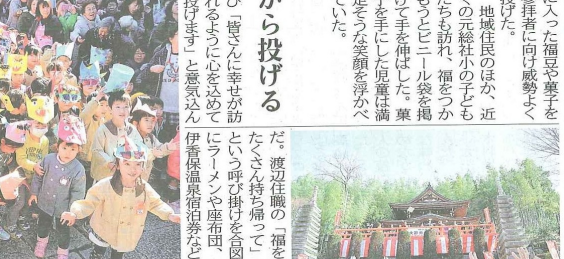 に入った福豆や菓子を
参拝者に向け威勢よく
投げた。
地域住民のほか、近
くの元総社小の子ども
たちも訪れ、福をつか
もうとビニール袋を掲
げて手を伸ばした。菓
子を手にした児童は満
足そうな笑顔を浮かべ
ていた。
から投げる
び「皆さんに幸せが訪
れるように心を込めて
投げます」と意気込ん
だ。渡辺住職の「福を
たくさん持ち帰って」
という呼び掛けを合図
にラーメンや座布団、
伊香保温泉宿泊券など